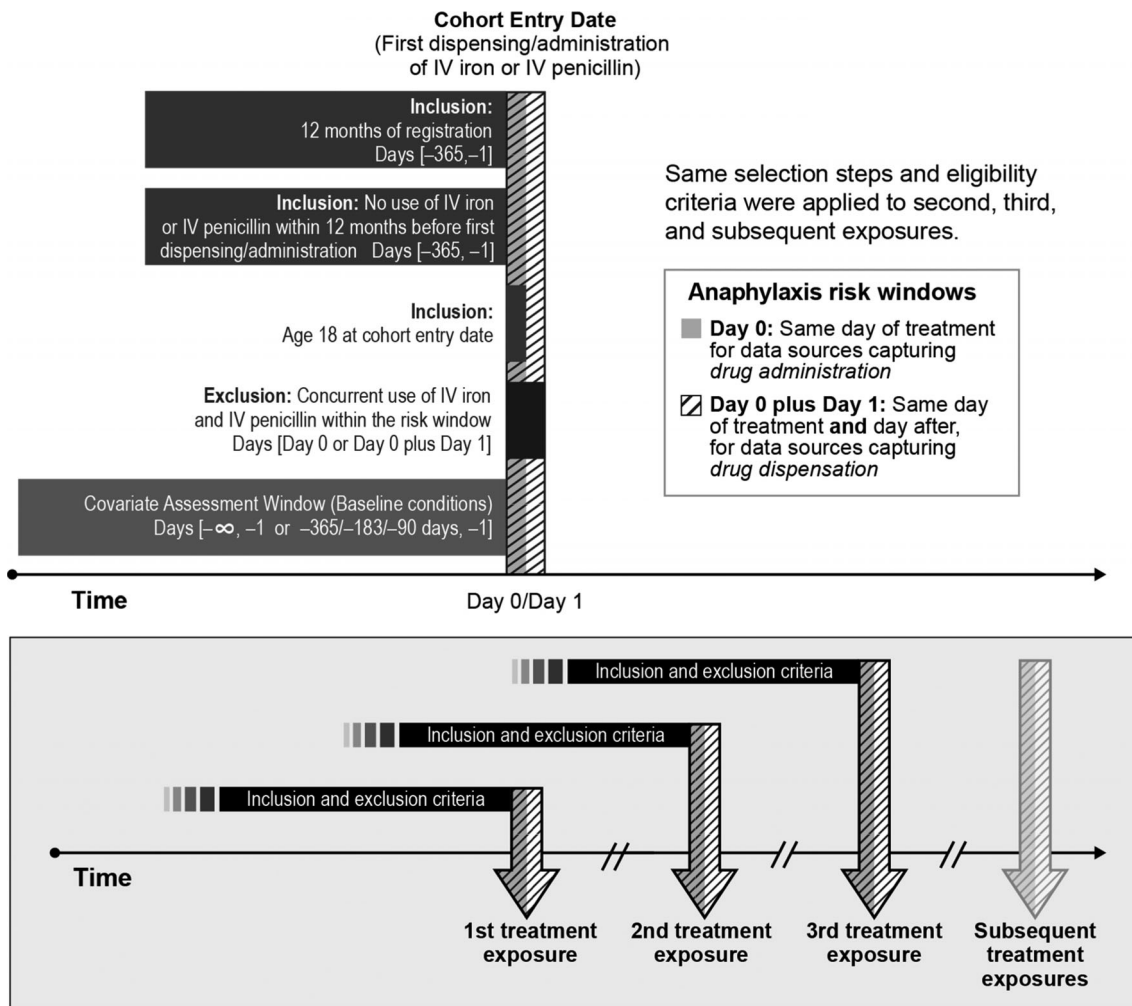 Cohort Entry Date
(First dispensing/administration
of IV iron or IV penicillin)
Inclusion:
12 months of registration
Days [–365,–1]
Inclusion: No use of IV iron
or IV penicillin within 12 months before first
dispensing/administration Days [–365, –1]
Inclusion:
Age 18 at cohort entry date
Exclusion: Concurrent use of IV iron
and IV penicillin within the risk window
Days [Day 0 or Day 0 plus Day 1]
Covariate Assessment Window (Baseline conditions)
Days [–∞, –1 or –365/–183/–90 days, –1]
Time
Day 0/Day 1
Same selection steps and eligibility
criteria were applied to second, third,
and subsequent exposures.
Anaphylaxis risk windows
Day 0: Same day of treatment
for data sources capturing
drug administration
Day 0 plus Day 1: Same day
of treatment and day after,
for data sources capturing
drug dispensation
Inclusion and exclusion criteria
Inclusion and exclusion criteria
Inclusion and exclusion criteria
Time
1st treatment
exposure
2nd treatment
exposure
3rd treatment
exposure
Subsequent
treatment
exposures